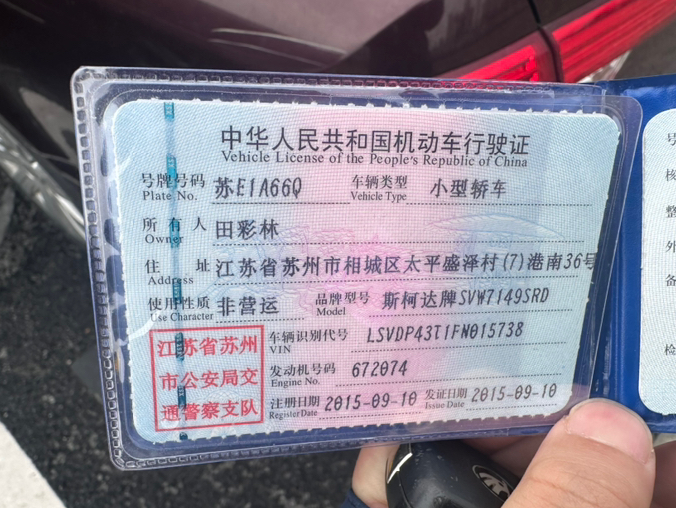 中华人民共和国机动车行驶证
Vehicle License of the People's Republic of China
号牌号码 苏E1A66Q 车辆类型 小型轿车
Plate No. Vehicle Type
所有人 田彩林
Owner
住址 江苏省苏州市相城区太平盛泽村(7)港南36号
Address
使用性质 非营运 品牌型号 斯柯达牌SVW7149SRD
Use Character Model
江苏省苏州
市公安局交
通警察支队
车辆识别代号 LSVDP43T1FN015738
VIN
发动机号码 672074
Engine No.
注册日期 2015-09-10 发证日期 2015-09-10
Register Date Issue Date
号
核
整
外
备
检